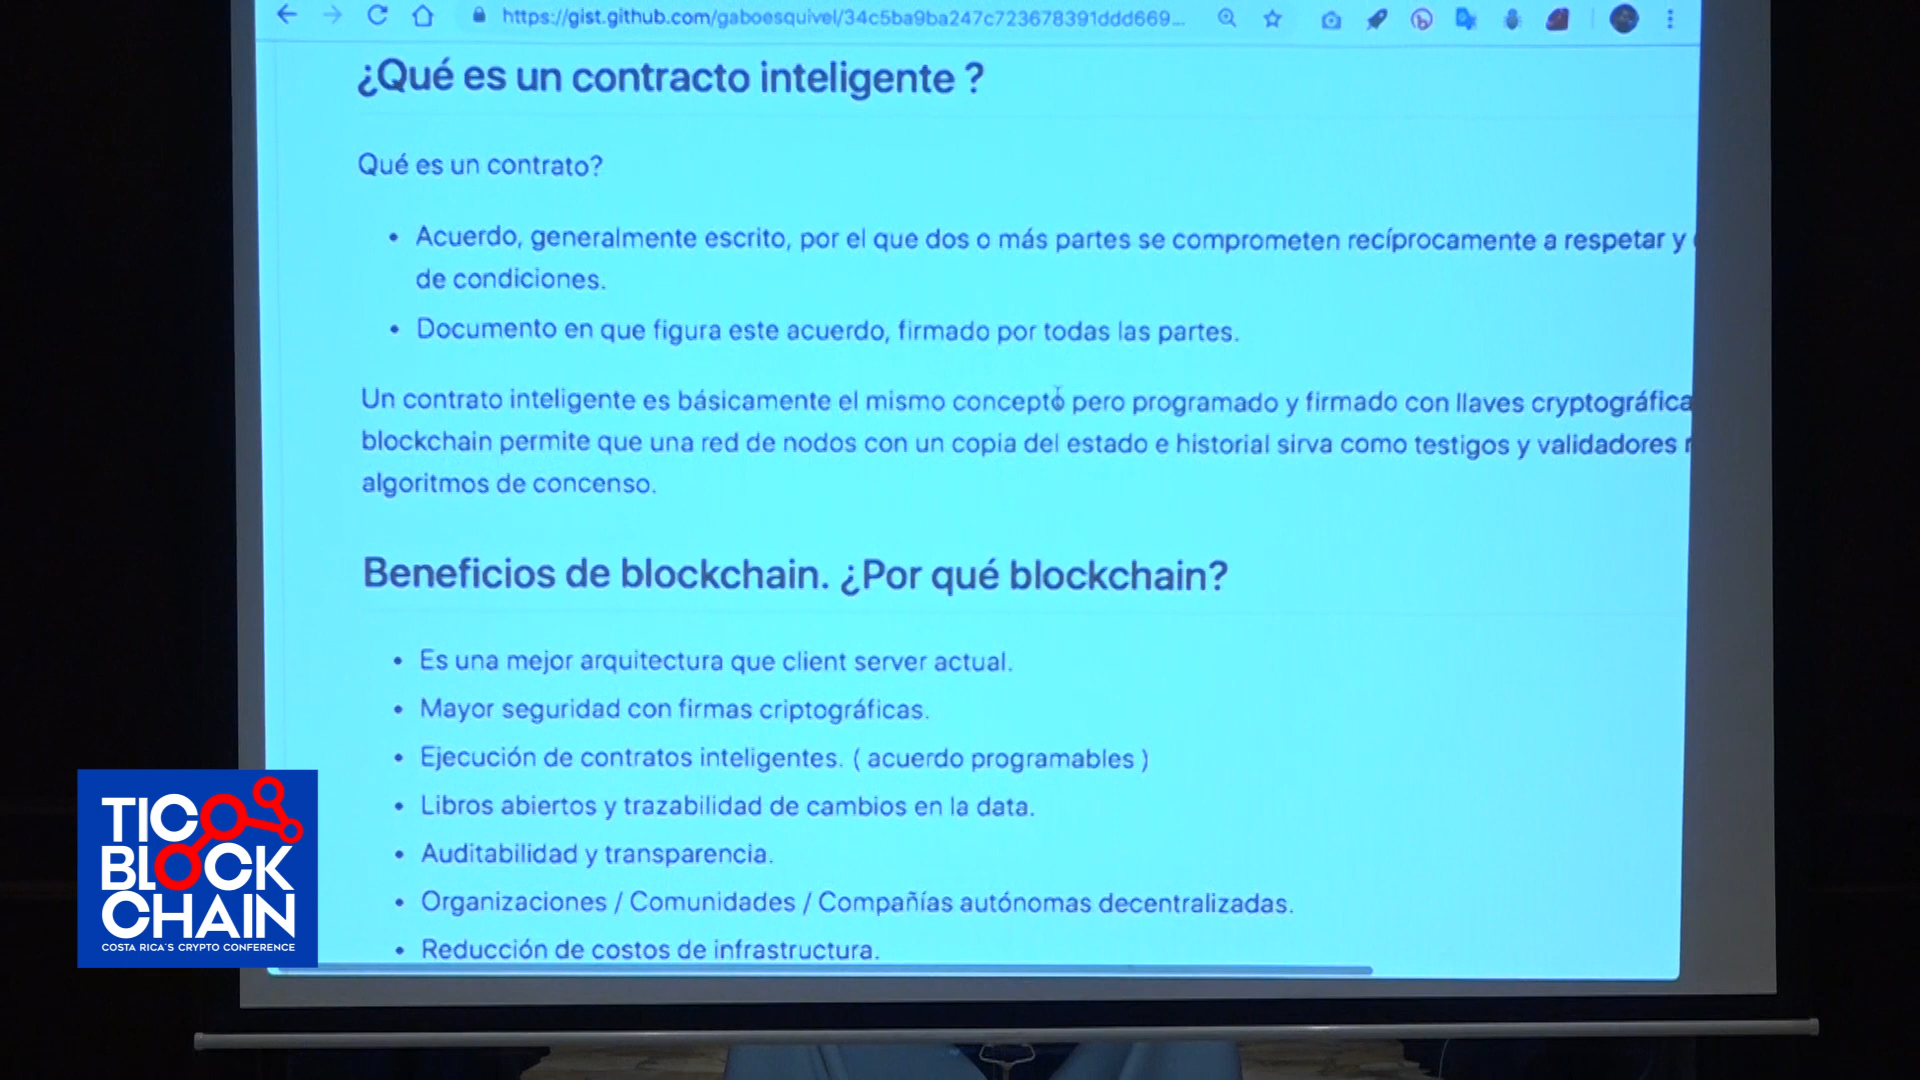 https://gist.github.com/gaboesquivel/34c5ba9ba247c723678391ddd669...
¿Qué es un contracto inteligente ?
Qué es un contrato?
• Acuerdo, generalmente escrito, por el que dos o más partes se comprometen recíprocamente a respetar y
de condiciones.
• Documento en que figura este acuerdo, firmado por todas las partes.
Un contrato inteligente es básicamente el mismo concepto pero programado y firmado con llaves cryptográfica
blockchain permite que una red de nodos con un copia del estado e historial sirva como testigos y validadores
algoritmos de concenso.
Beneficios de blockchain. ¿Por qué blockchain?
• Es una mejor arquitectura que client server actual.
• Mayor seguridad con firmas criptográficas.
• Ejecución de contratos inteligentes. ( acuerdo programables )
• Libros abiertos y trazabilidad de cambios en la data.
• Auditabilidad y transparencia.
• Organizaciones / Comunidades / Compañías autónomas decentralizadas.
• Reducción de costos de infrastructura.
TICO
BLOCK
CHAIN
COSTA RICA'S CRYPTO CONFERENCE